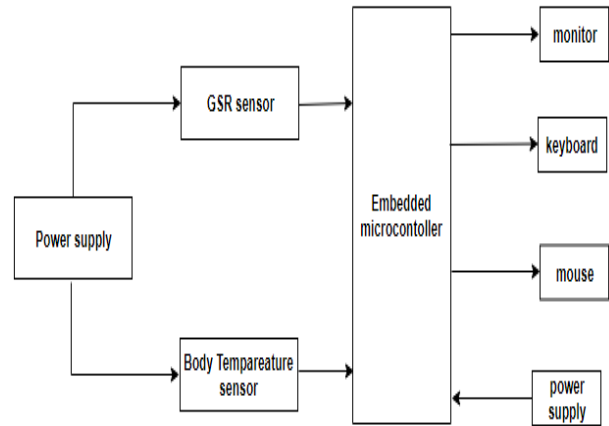 monitor
GSR sensor
keyboard
Power supply
Embedded
microcontoller
mouse
Body Tempareature
sensor
power
supply